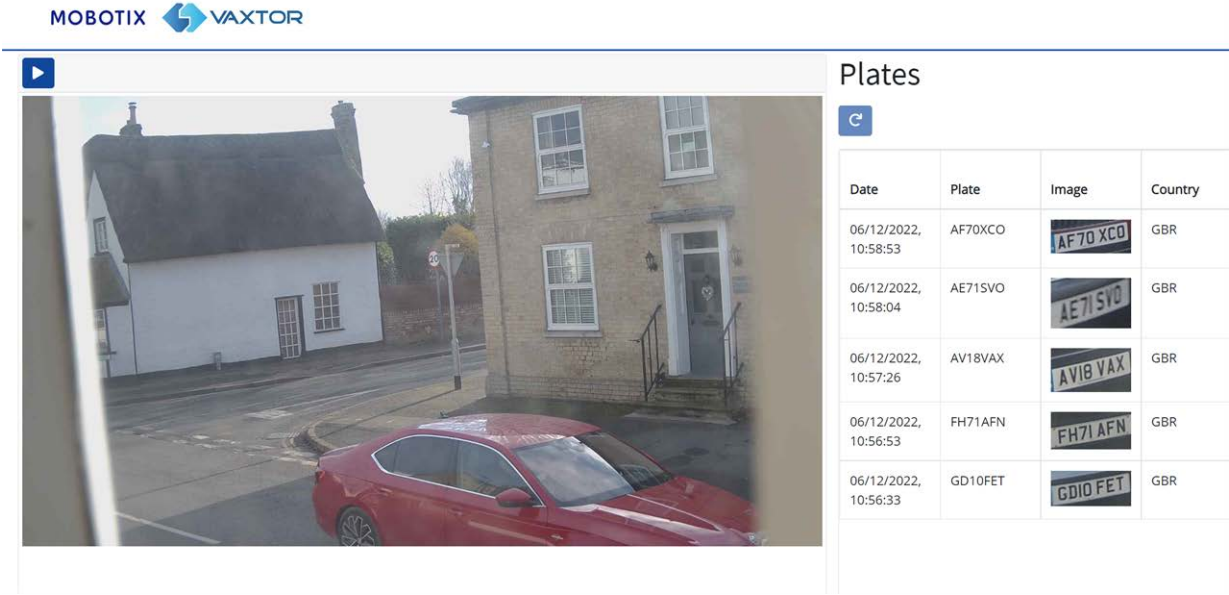 MOBOTIX VAXTOR
Plates
Date Plate Image Country
06/12/2022, 10:58:53 AF70XCO AF70 XCO GBR
06/12/2022, 10:58:04 AE71SVO AE71 SVO GBR
06/12/2022, 10:57:26 AV18VAX AV18 VAX GBR
06/12/2022, 10:56:53 FH71AFN FH71 AFN GBR
06/12/2022, 10:56:33 GD10FET GD10 FET GBR
20